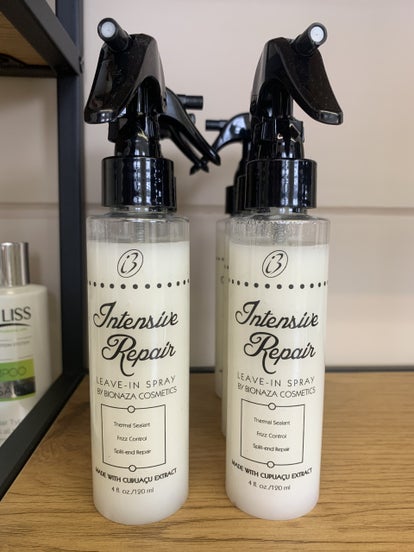 Intensive
Repair
LEAVE-IN SPRAY
BY BIONAZA COSMETICS
Thermal Sealant
Frizz Control
Split-end Repair
MADE WITH CUPUAÇU EXTRACT
4 fl. oz./120 ml
Intensive
Repair
LEAVE-IN SPRAY
BY BIONAZA COSMETICS
Thermal Sealant
Frizz Control
Split-end Repair
MADE WITH CUPUAÇU EXTRACT
4 fl. oz./120 ml
LISS